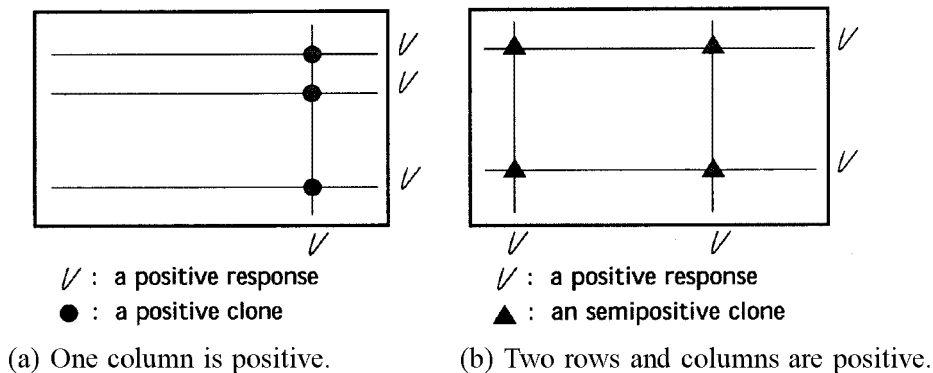 V
V
V
V
V : a positive response
● : a positive clone
(a) One column is positive.
V
V
V
V
V : a positive response
▲ : an semipositive clone
(b) Two rows and columns are positive.